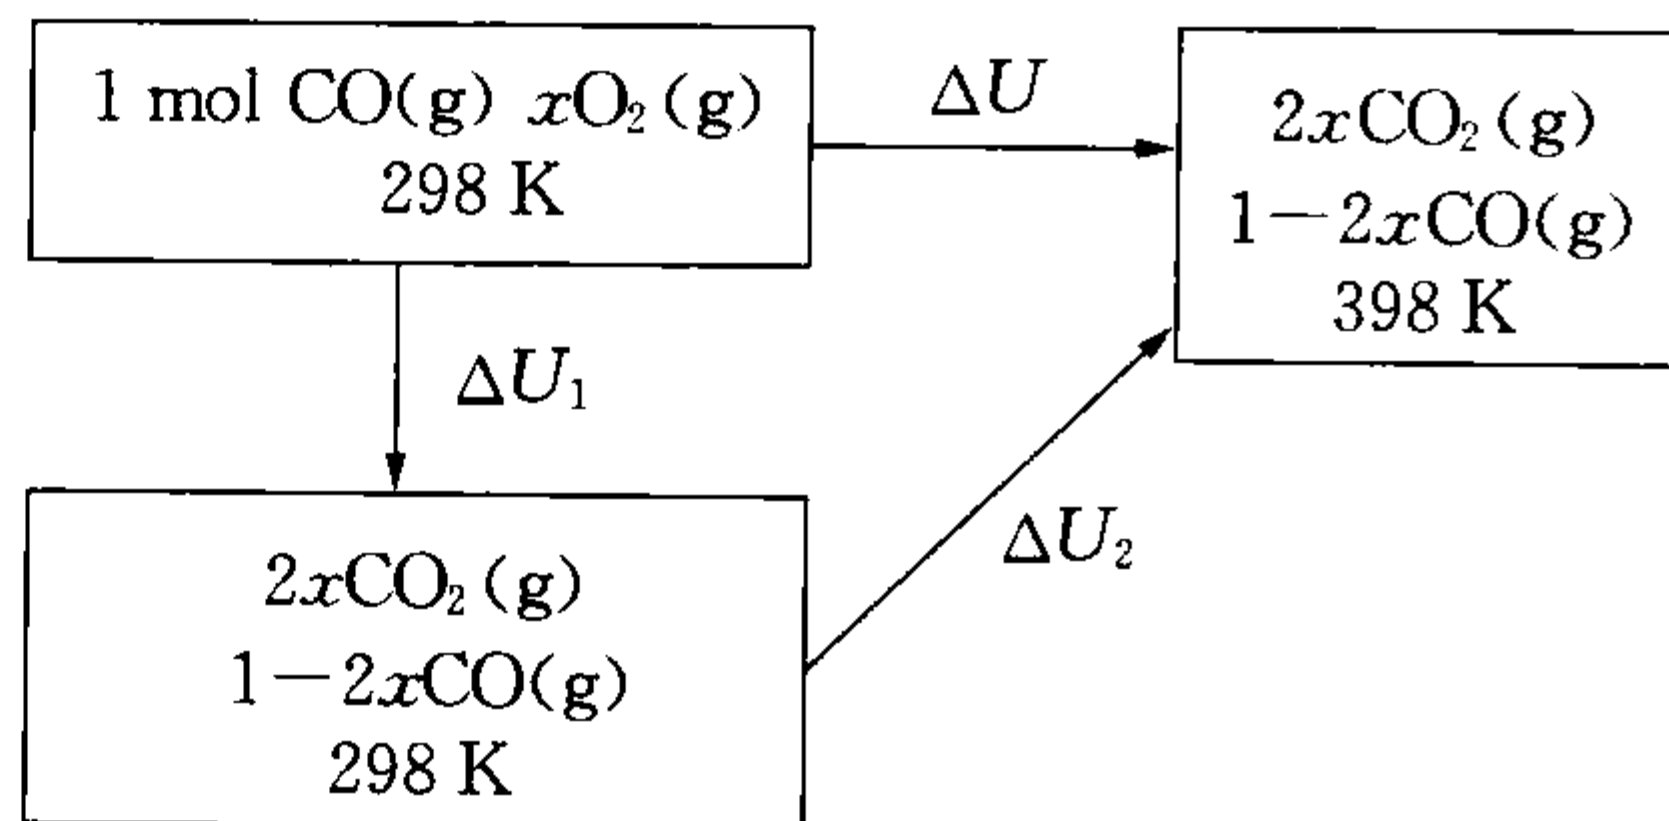 1 mol CO(g) xO₂(g)
298 K
ΔU
2xCO₂(g)
1−2xCO(g)
398 K
ΔU₁
ΔU₂
2xCO₂(g)
1−2xCO(g)
298 K